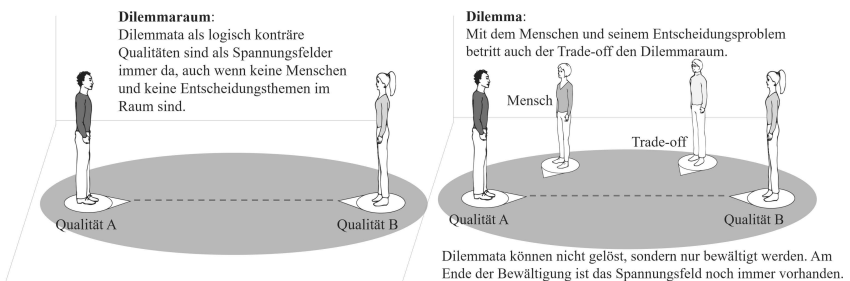 Dilemmaraum:
Dilemmata als logisch konträre
Qualitäten sind als Spannungsfelder
immer da, auch wenn keine Menschen
und keine Entscheidungsthemen im
Raum sind.
Qualität A
Qualität B
Dilemma:
Mit dem Menschen und seinem Entscheidungsproblem
betritt auch der Trade-off den Dilemmaraum.
Mensch
Trade-off
Qualität A
Qualität B
Dilemmata können nicht gelöst, sondern nur bewältigt werden. Am
Ende der Bewältigung ist das Spannungsfeld noch immer vorhanden.